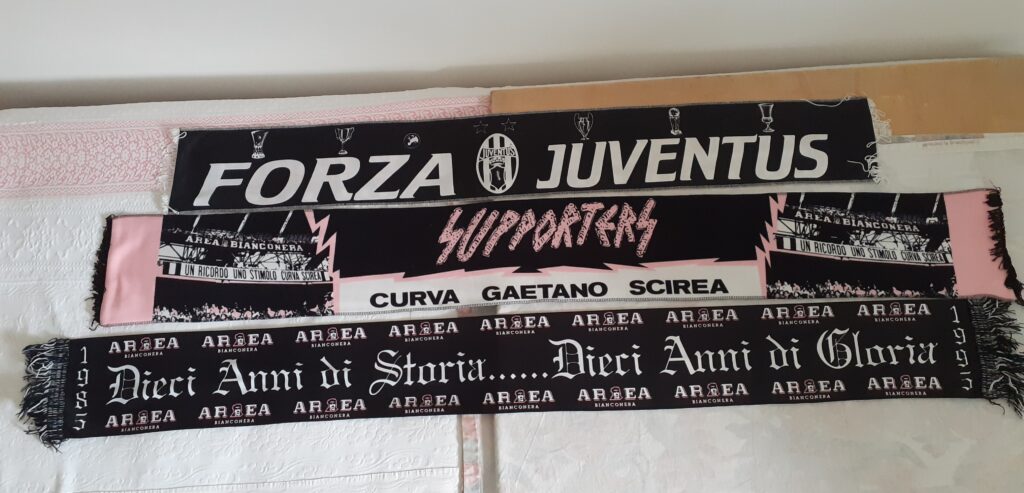 FORZA JUVENTUS JUVENTUS
SUPPORTERS
AREA BIANCONERA
UN RICORDO UNO STIMOLO CURVA SCIREA
AREA BIANCONERA
UN RICORDO UNO STIMOLO CURVA SCIREA
CURVA GAETANO SCIREA
AREA BIANCONERA AREA BIANCONERA AREA BIANCONERA AREA BIANCONERA AREA BIANCONERA AREA BIANCONERA AREA BIANCONERA AREA BIANCONERA AREA BIANCONERA
1985 Dieci Anni di Storia......Dieci Anni di Gloria 1995
AREA BIANCONERA AREA BIANCONERA AREA BIANCONERA AREA BIANCONERA AREA BIANCONERA AREA BIANCONERA AREA BIANCONERA AREA BIANCONERA AREA BIANCONERA